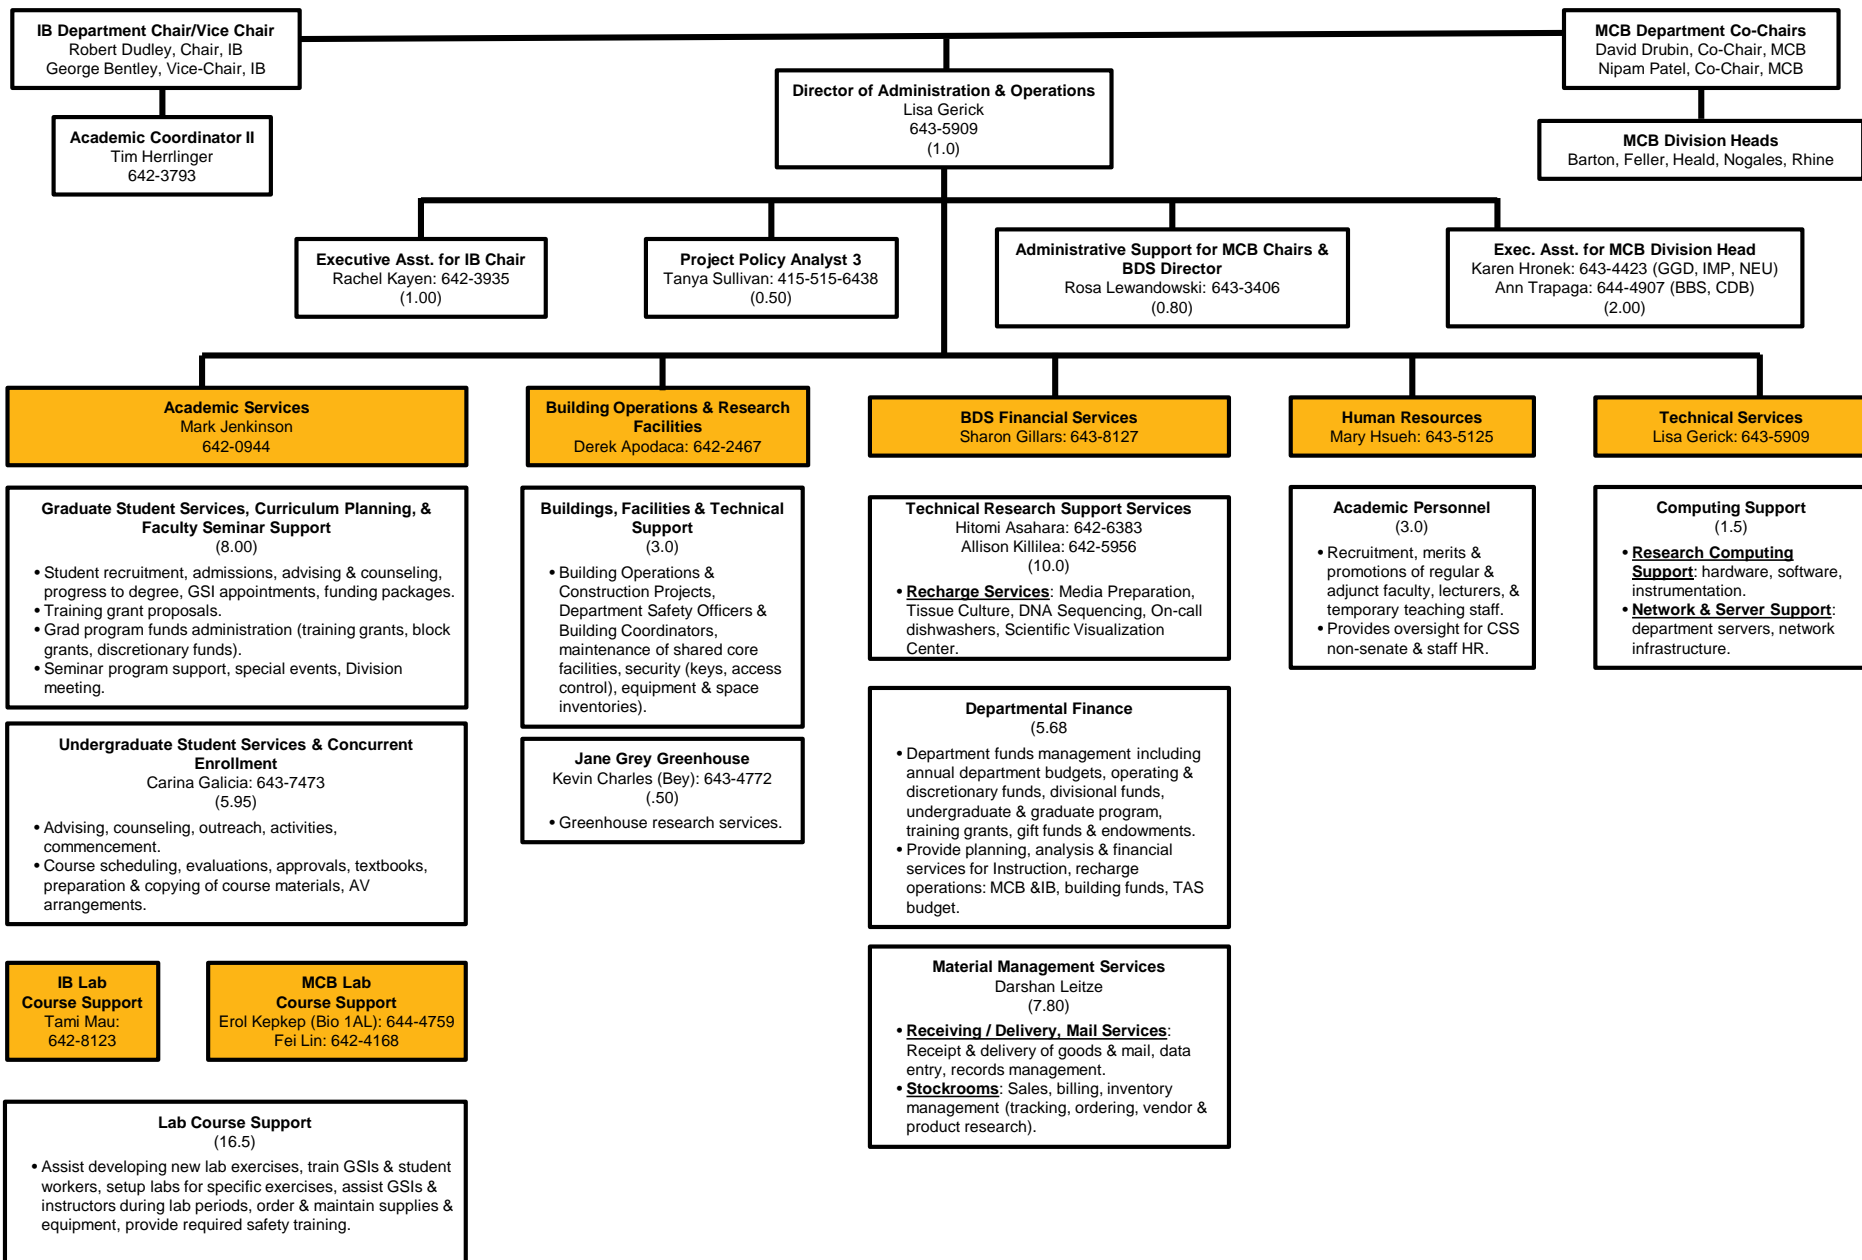 IB Department Chair/Vice Chair
Robert Dudley, Chair, IB
George Bentley, Vice-Chair, IB
MCB Department Co-Chairs
David Drubin, Co-Chair, MCB
Nipam Patel, Co-Chair, MCB
Director of Administration & Operations
Lisa Gerick
643-5909
(1.0)
Academic Coordinator II
Tim Herrlinger
642-3793
MCB Division Heads
Barton, Feller, Heald, Nogales, Rhine
Executive Asst. for IB Chair
Rachel Kayen: 642-3935
(1.00)
Project Policy Analyst 3
Tanya Sullivan: 415-515-6438
(0.50)
Administrative Support for MCB Chairs &
BDS Director
Rosa Lewandowski: 643-3406
(0.80)
Exec. Asst. for MCB Division Head
Karen Hronek: 643-4423 (GGD, IMP, NEU)
Ann Trapaga: 644-4907 (BBS, CDB)
(2.00)
Academic Services
Mark Jenkinson
642-0944
Building Operations & Research
Facilities
Derek Apodaca: 642-2467
BDS Financial Services
Sharon Gillars: 643-8127
Human Resources
Mary Hsueh: 643-5125
Technical Services
Lisa Gerick: 643-5909
Graduate Student Services, Curriculum Planning, &
Faculty Seminar Support
(8.00)
• Student recruitment, admissions, advising & counseling,
progress to degree, GSI appointments, funding packages.
• Training grant proposals.
• Grad program funds administration (training grants, block
grants, discretionary funds).
• Seminar program support, special events, Division
meeting.
Undergraduate Student Services & Concurrent
Enrollment
Carina Galicia: 643-7473
(5.95)
• Advising, counseling, outreach, activities,
commencement.
• Course scheduling, evaluations, approvals, textbooks,
preparation & copying of course materials, AV
arrangements.
IB Lab
Course Support
Tami Mau:
642-8123
MCB Lab
Course Support
Erol Kepkep (Bio 1AL): 644-4759
Fei Lin: 642-4168
Lab Course Support
(16.5)
• Assist developing new lab exercises, train GSIs & student
workers, setup labs for specific exercises, assist GSIs &
instructors during lab periods, order & maintain supplies &
equipment, provide required safety training.
Buildings, Facilities & Technical
Support
(3.0)
• Building Operations &
Construction Projects,
Department Safety Officers &
Building Coordinators,
maintenance of shared core
facilities, security (keys, access
control), equipment & space
inventories).
Jane Grey Greenhouse
Kevin Charles (Bey): 643-4772
(.50)
• Greenhouse research services.
Technical Research Support Services
Hitomi Asahara: 642-6383
Allison Killilea: 642-5956
(10.0)
• Recharge Services: Media Preparation,
Tissue Culture, DNA Sequencing, On-call
dishwashers, Scientific Visualization
Center.
Departmental Finance
(5.68
• Department funds management including
annual department budgets, operating &
discretionary funds, divisional funds,
undergraduate & graduate program,
training grants, gift funds & endowments.
• Provide planning, analysis & financial
services for Instruction, recharge
operations: MCB &IB, building funds, TAS
budget.
Material Management Services
Darshan Leitze
(7.80)
• Receiving / Delivery, Mail Services:
Receipt & delivery of goods & mail, data
entry, records management.
• Stockrooms: Sales, billing, inventory
management (tracking, ordering, vendor &
product research).
Academic Personnel
(3.0)
• Recruitment, merits &
promotions of regular &
adjunct faculty, lecturers, &
temporary teaching staff.
• Provides oversight for CSS
non-senate & staff HR.
Computing Support
(1.5)
• Research Computing
Support: hardware, software,
instrumentation.
• Network & Server Support:
department servers, network
infrastructure.